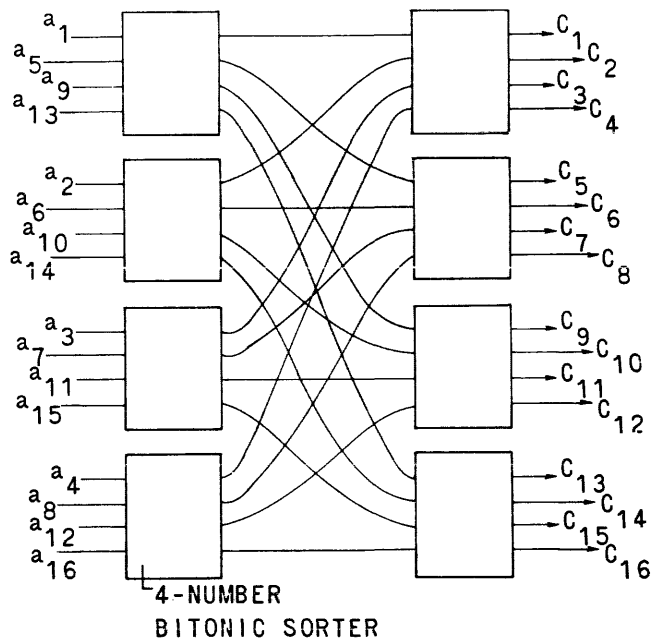 a1 C1
a5 C2
a9 C3
a13 C4
a2 C5
a6 C6
a10 C7
a14 C8
a3 C9
a7 C10
a11 C11
a15 C12
a4 C13
a8 C14
a12 C15
a16 C16
4-NUMBER
BITONIC SORTER